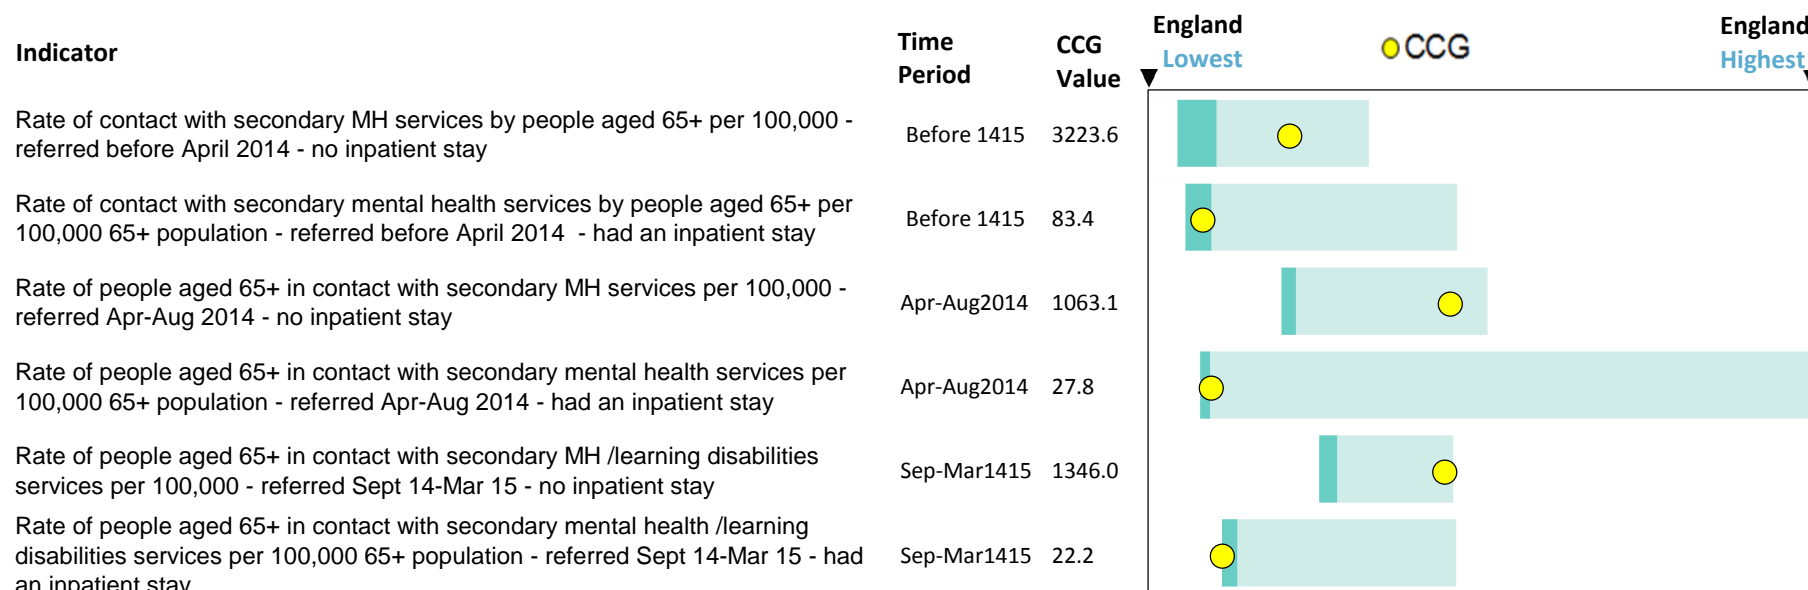 Indicator
Time Period
CCG Value
England Lowest
CCG
England Highest
Rate of contact with secondary MH services by people aged 65+ per 100,000 -
referred before April 2014 - no inpatient stay
Before 1415 3223.6
Rate of contact with secondary mental health services by people aged 65+ per
100,000 65+ population - referred before April 2014 - had an inpatient stay
Before 1415 83.4
Rate of people aged 65+ in contact with secondary MH services per 100,000 -
referred Apr-Aug 2014 - no inpatient stay
Apr-Aug2014 1063.1
Rate of people aged 65+ in contact with secondary mental health services per
100,000 65+ population - referred Apr-Aug 2014 - had an inpatient stay
Apr-Aug2014 27.8
Rate of people aged 65+ in contact with secondary MH /learning disabilities
services per 100,000 - referred Sept 14-Mar 15 - no inpatient stay
Sep-Mar1415 1346.0
Rate of people aged 65+ in contact with secondary mental health /learning
disabilities services per 100,000 65+ population - referred Sept 14-Mar 15 - had
an inpatient stay
Sep-Mar1415 22.2